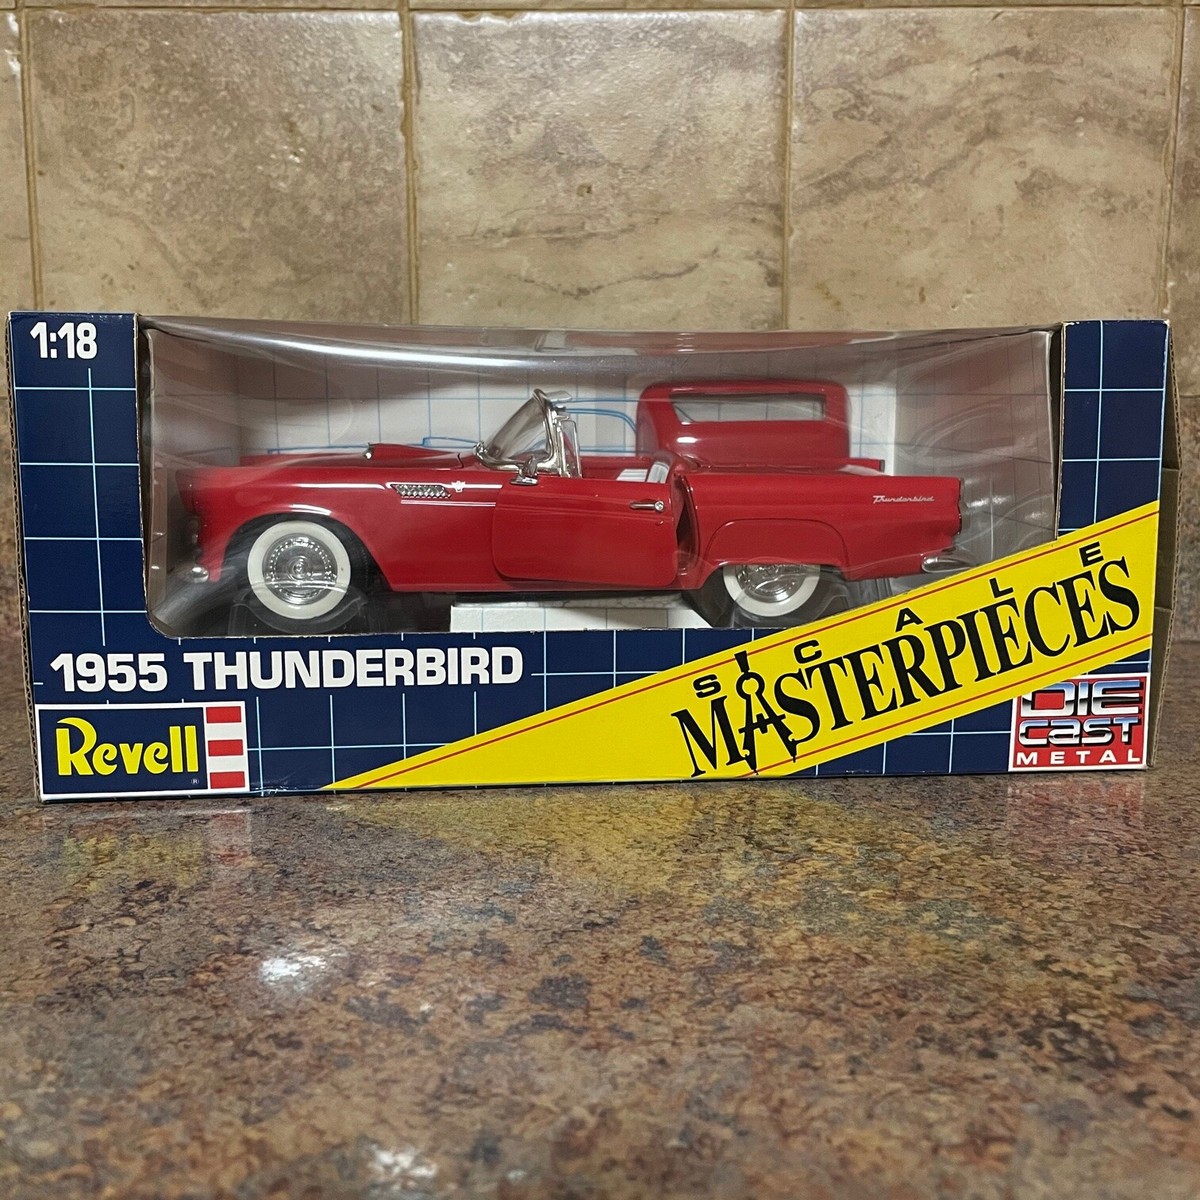 1:18
Thunderbird
1955 THUNDERBIRD
SCALE
MASTERPIECES
Revell
®
DIE
CAST
METAL